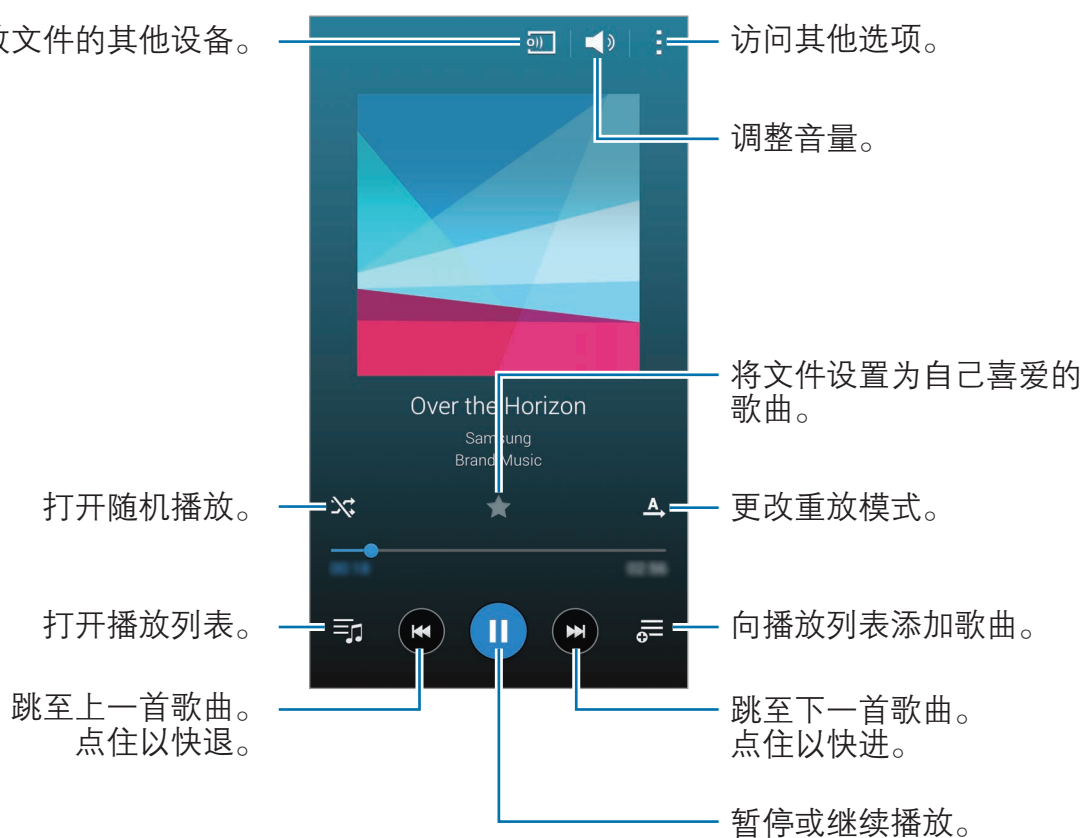 文件的其他设备。
访问其他选项。
调整音量。
将文件设置为自己喜爱的
歌曲。
Over the Horizon
Samsung
Brand Music
打开随机播放。
A
更改重放模式。
00:18
02:56
打开播放列表。
向播放列表添加歌曲。
跳至上一首歌曲。
点住以快退。
跳至下一首歌曲。
点住以快进。
暂停或继续播放。